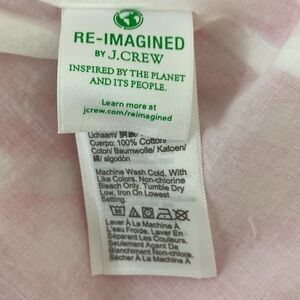 RE-IMAGINED
BY J.CREW
INSPIRED BY THE PLANET
AND ITS PEOPLE.
Learn more at
jcrew.com/reimagined
Lichaam/
Cuerpo: 100% Cotton/
Coton/Baumwolle/ Katoen/
綿/ algodón
Machine Wash Cold. With
Like Colors. Non-chlorine
Bleach Only. Tumble Dry
Low. Iron On Lowest
Setting.
Laver À La Machine À
L'eau Froide. Laver En
Séparant Les Couleurs.
Seulement Agent De
Blanchiment Non-chlore.
Sécher À La Machine À